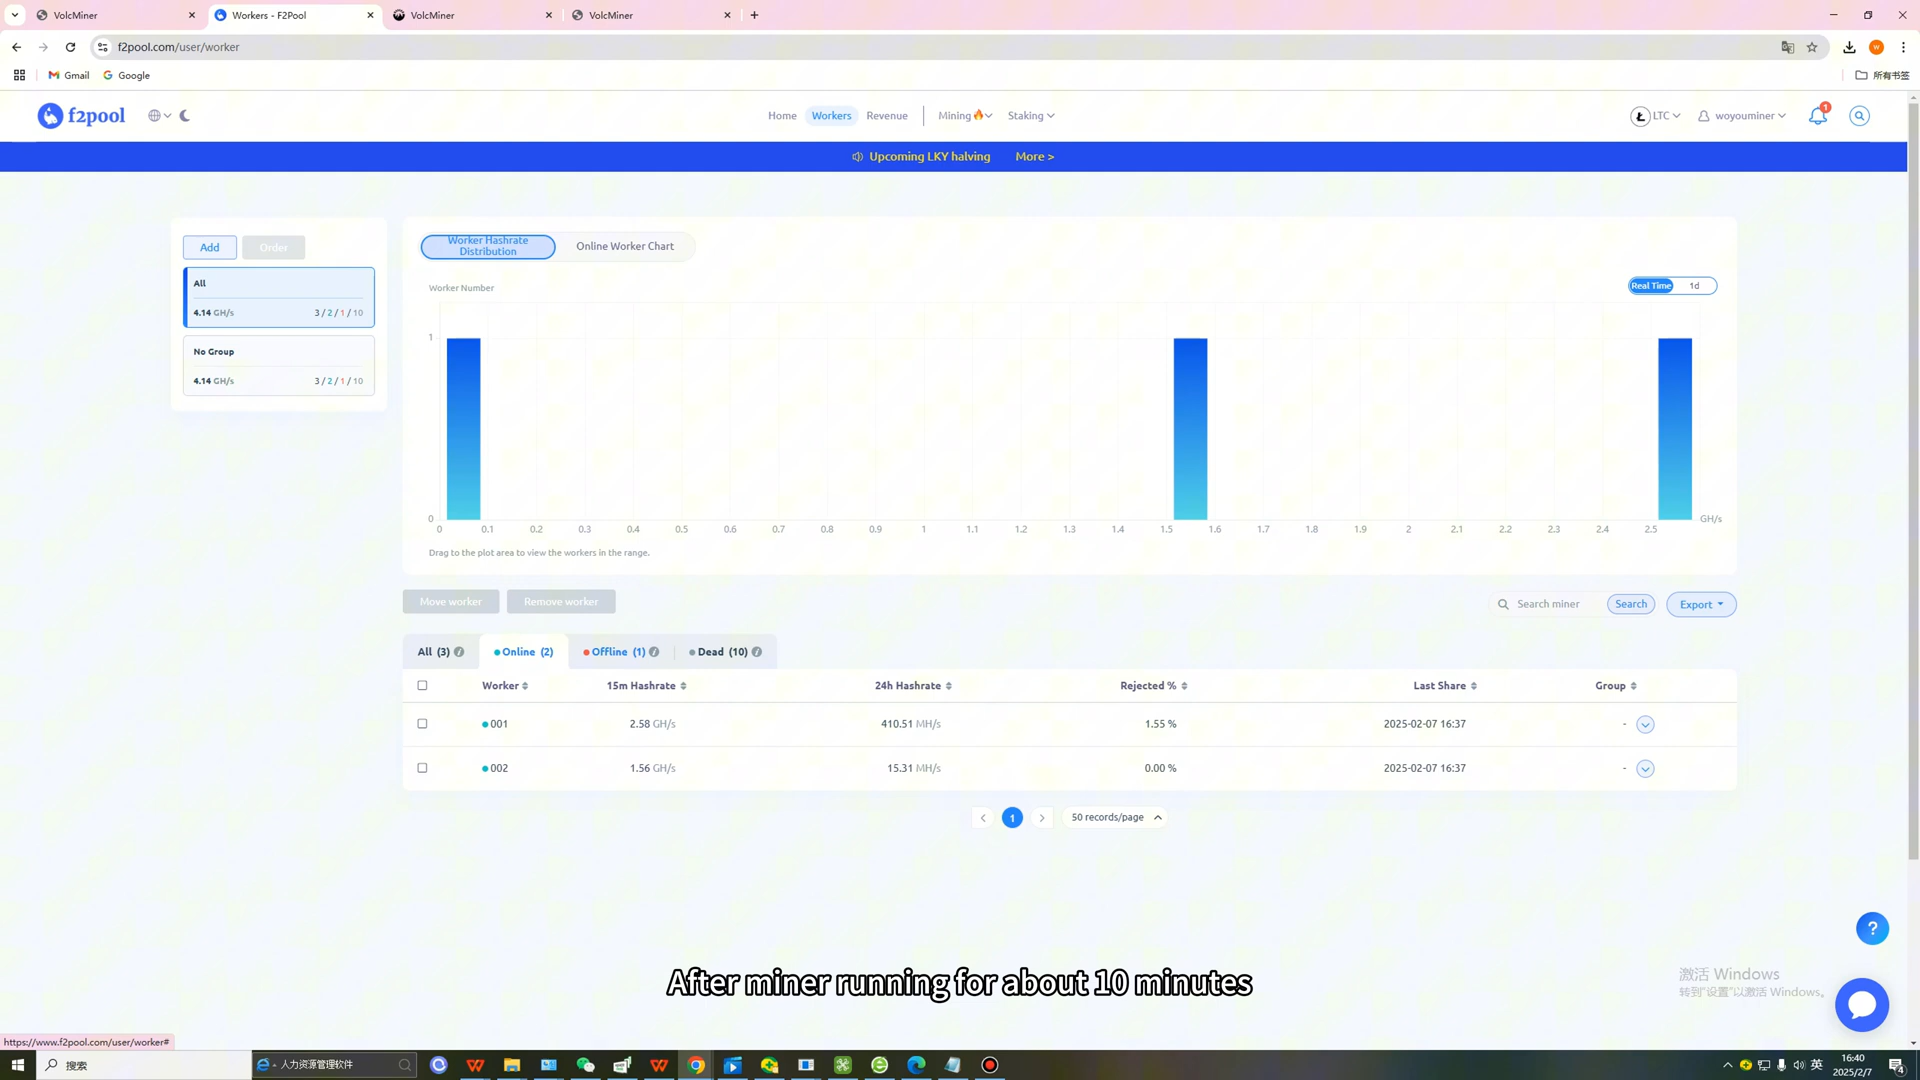 VolcMiner
Workers - F2Pool
VolcMiner
VolcMiner
f2pool.com/user/worker
Gmail
Google
所有书签
f2pool
Home
Workers
Revenue
Mining
Staking
LTC
woyouminer
1
Upcoming LKY halving
More >
Add
Order
All
4.14 GH/s
3 / 2 / 1 / 10
No Group
4.14 GH/s
3 / 2 / 1 / 10
Worker Hashrate
Distribution
Online Worker Chart
Worker Number
Real Time
1d
1
0
0 0.1 0.2 0.3 0.4 0.5 0.6 0.7 0.8 0.9 1 1.1 1.2 1.3 1.4 1.5 1.6 1.7 1.8 1.9 2 2.1 2.2 2.3 2.4 2.5
GH/s
Drag to the plot area to view the workers in the range.
Move worker
Remove worker
Search miner
Search
Export
All (3)
Online (2)
Offline (1)
Dead (10)
Worker 15m Hashrate 24h Hashrate Rejected % Last Share Group
001 2.58 GH/s 410.51 MH/s 1.55 % 2025-02-07 16:37 -
002 1.56 GH/s 15.31 MH/s 0.00 % 2025-02-07 16:37 -
< 1 > 50 records/page
?
After miner running for about 10 minutes
激活 Windows
转到"设置"以激活 Windows。
https://www.f2pool.com/user/worker#
搜索
人力资源管理软件
英
16:40
2025/2/7
4